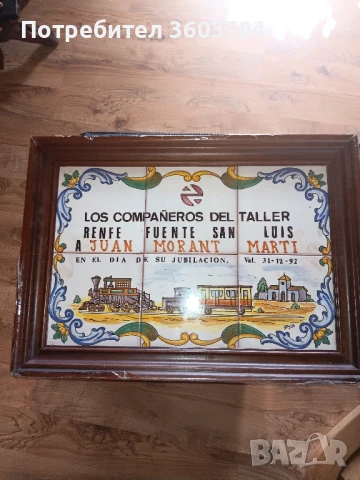 Потребител 3603704
LOS COMPAÑEROS DEL TALLER
RENFE FUENTE SAN LUIS
A JUAN MORANT MARTI
EN EL DIA DE SU JUBILACION, Val. 31-12-92
BAZAR